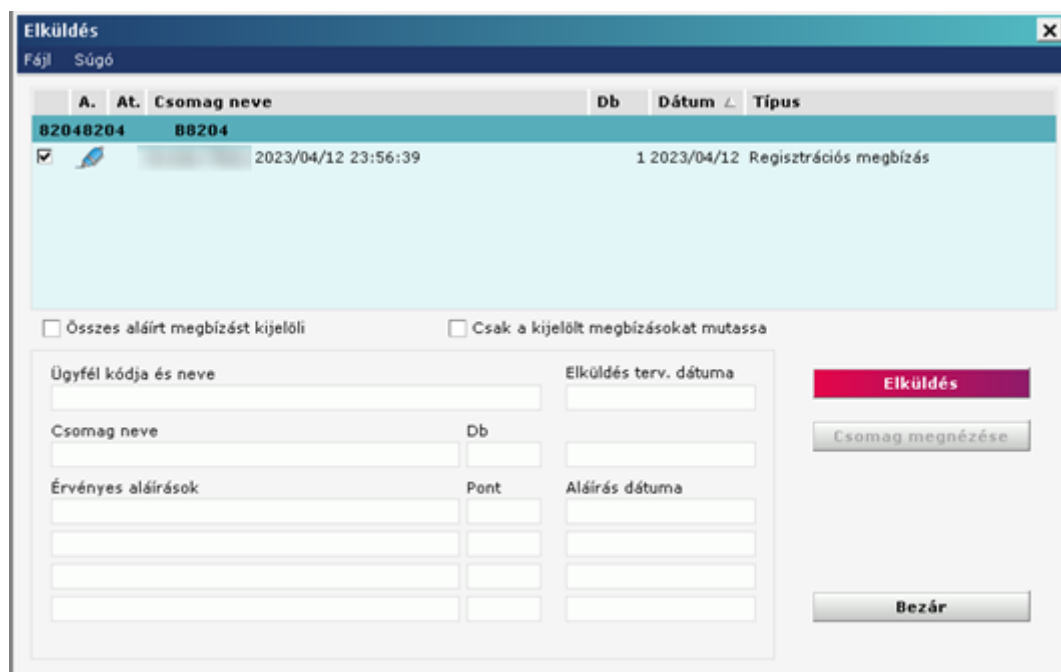 Elküldés
Fájl Súgó
A. At. Csomag neve Db Dátum Típus
82048204 B8204
2023/04/12 23:56:39 1 2023/04/12 Regisztrációs megbízás
Összes aláírt megbízást kijelöli Csak a kijelölt megbízásokat mutassa
Ügyfél kódja és neve Elküldés terv. dátuma
Elküldés
Csomag neve Db
Csomag megnézése
Érvényes aláírások Pont Aláírás dátuma
Bezár